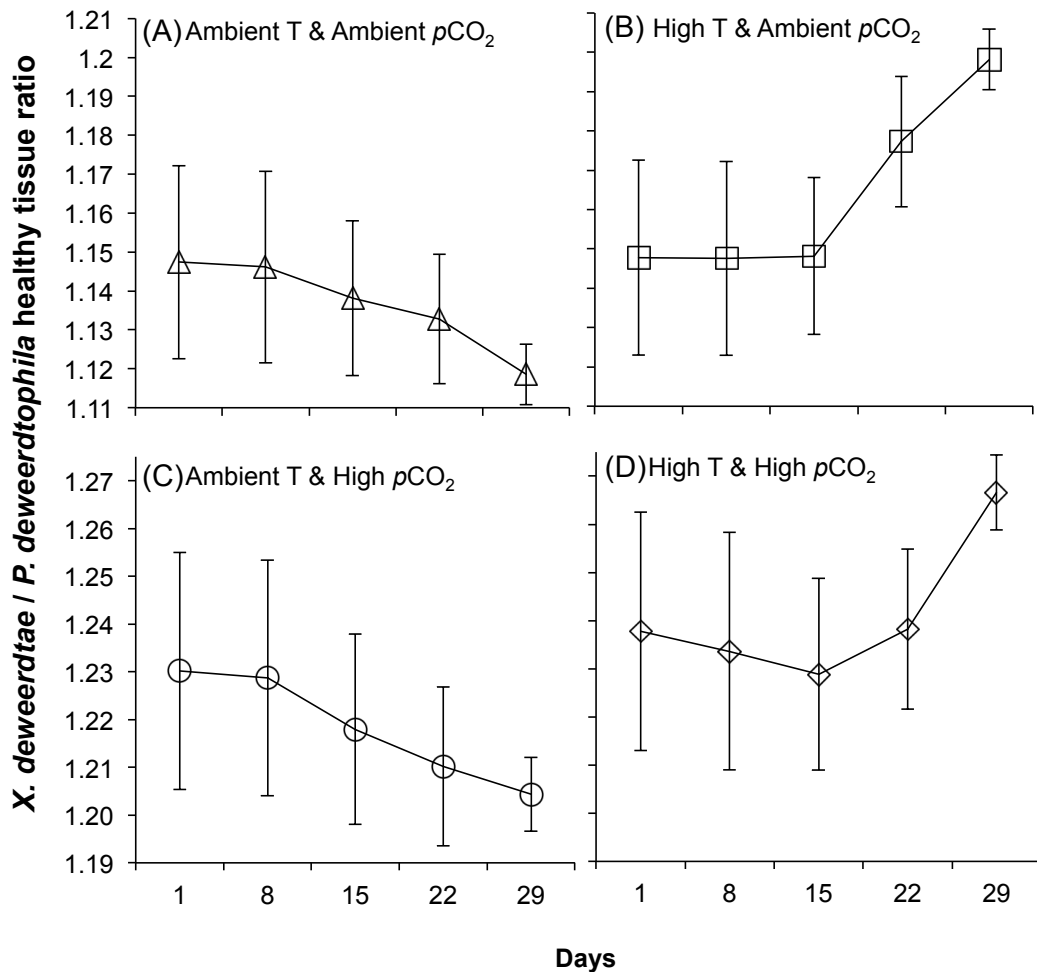 X. deweerdtae / P. deweerdtophila healthy tissue ratio
(A) Ambient T & Ambient pCO₂
1.21
1.2
1.19
1.18
1.17
1.16
1.15
1.14
1.13
1.12
1.11
(B) High T & Ambient pCO₂
(C) Ambient T & High pCO₂
1.27
1.26
1.25
1.24
1.23
1.22
1.21
1.20
1.19
1 8 15 22 29
(D) High T & High pCO₂
1 8 15 22 29
Days